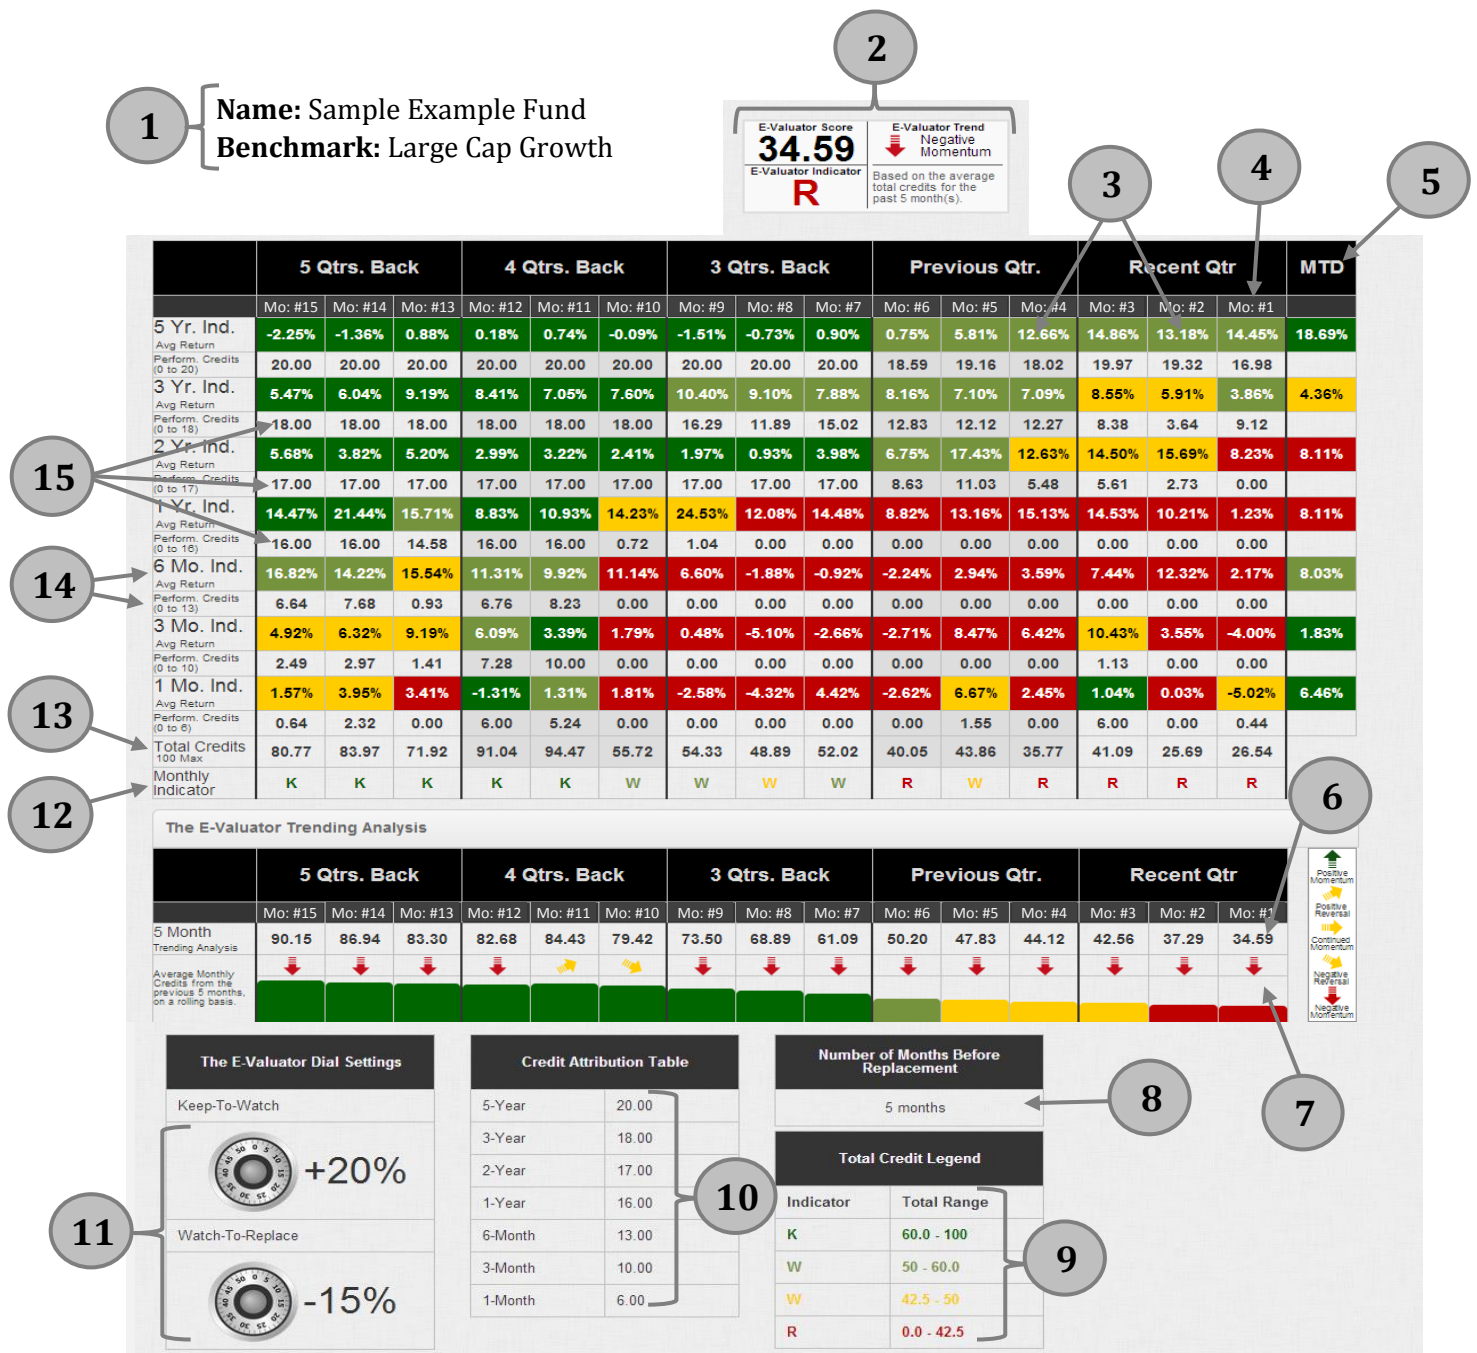 2
1
Name: Sample Example Fund
Benchmark: Large Cap Growth
E-Valuator Score
34.59
E-Valuator Indicator
R
E-Valuator Trend
Negative
Momentum
Based on the average
total credits for the
past 5 month(s).
3
4
5
5 Qtrs. Back 4 Qtrs. Back 3 Qtrs. Back Previous Qtr. Recent Qtr MTD
Mo: #15 Mo: #14 Mo: #13 Mo: #12 Mo: #11 Mo: #10 Mo: #9 Mo: #8 Mo: #7 Mo: #6 Mo: #5 Mo: #4 Mo: #3 Mo: #2 Mo: #1
5 Yr. Ind.
Avg Return
-2.25% -1.36% 0.88% 0.18% 0.74% -0.09% -1.51% -0.73% 0.90% 0.75% 5.81% 12.66% 14.86% 13.18% 14.45% 18.69%
Perform. Credits
(0 to 20)
20.00 20.00 20.00 20.00 20.00 20.00 20.00 20.00 20.00 18.59 19.16 18.02 19.97 19.32 16.98
3 Yr. Ind.
Avg Return
5.47% 6.04% 9.19% 8.41% 7.05% 7.60% 10.40% 9.10% 7.88% 8.16% 7.10% 7.09% 8.55% 5.91% 3.86% 4.36%
Perform. Credits
(0 to 18)
18.00 18.00 18.00 18.00 18.00 18.00 16.29 11.89 15.02 12.83 12.12 12.27 8.38 3.64 9.12
2 Yr. Ind.
Avg Return
5.68% 3.82% 5.20% 2.99% 3.22% 2.41% 1.97% 0.93% 3.98% 6.75% 17.43% 12.63% 14.50% 15.69% 8.23% 8.11%
15
Perform. Credits
(0 to 17)
17.00 17.00 17.00 17.00 17.00 17.00 17.00 17.00 17.00 8.63 11.03 5.48 5.61 2.73 0.00
1 Yr. Ind.
Avg Return
14.47% 21.44% 15.71% 8.83% 10.93% 14.23% 24.53% 12.08% 14.48% 8.82% 13.16% 15.13% 14.53% 10.21% 1.23% 8.11%
Perform. Credits
(0 to 16)
16.00 16.00 14.58 16.00 16.00 0.72 1.04 0.00 0.00 0.00 0.00 0.00 0.00 0.00 0.00
14
6 Mo. Ind.
Avg Return
16.82% 14.22% 15.54% 11.31% 9.92% 11.14% 6.60% -1.88% -0.92% -2.24% 2.94% 3.59% 7.44% 12.32% 2.17% 8.03%
Perform. Credits
(0 to 13)
6.64 7.68 0.93 6.76 8.23 0.00 0.00 0.00 0.00 0.00 0.00 0.00 0.00 0.00 0.00
3 Mo. Ind.
Avg Return
4.92% 6.32% 9.19% 6.09% 3.39% 1.79% 0.48% -5.10% -2.66% -2.71% 8.47% 6.42% 10.43% 3.55% -4.00% 1.83%
Perform. Credits
(0 to 10)
2.49 2.97 1.41 7.28 10.00 0.00 0.00 0.00 0.00 0.00 0.00 0.00 1.13 0.00 0.00
1 Mo. Ind.
Avg Return
1.57% 3.95% 3.41% -1.31% 1.31% 1.81% -2.58% -4.32% 4.42% -2.62% 6.67% 2.45% 1.04% 0.03% -5.02% 6.46%
13
Perform. Credits
(0 to 6)
0.64 2.32 0.00 6.00 5.24 0.00 0.00 0.00 0.00 0.00 1.55 0.00 6.00 0.00 0.44
Total Credits
100 Max
80.77 83.97 71.92 91.04 94.47 55.72 54.33 48.89 52.02 40.05 43.86 35.77 41.09 25.69 26.54
Monthly
Indicator
K K K K K W W W W R W R R R R
12
6
The E-Valuator Trending Analysis
5 Qtrs. Back 4 Qtrs. Back 3 Qtrs. Back Previous Qtr. Recent Qtr
Mo: #15 Mo: #14 Mo: #13 Mo: #12 Mo: #11 Mo: #10 Mo: #9 Mo: #8 Mo: #7 Mo: #6 Mo: #5 Mo: #4 Mo: #3 Mo: #2 Mo: #1
5 Month
Trending Analysis
90.15 86.94 83.30 82.68 84.43 79.42 73.50 68.89 61.09 50.20 47.83 44.12 42.56 37.29 34.59
Average Monthly
Credits from the
previous 5 months,
on a rolling basis.
Positive
Momentum
Positive
Reversal
Continued
Momentum
Negative
Reversal
Negative
Momentum
7
The E-Valuator Dial Settings
Keep-To-Watch
+20%
Watch-To-Replace
-15%
11
Credit Attribution Table
5-Year 20.00
3-Year 18.00
2-Year 17.00
1-Year 16.00
6-Month 13.00
3-Month 10.00
1-Month 6.00
10
Number of Months Before
Replacement
5 months
8
Total Credit Legend
Indicator Total Range
K 60.0 - 100
W 50 - 60.0
W 42.5 - 50
R 0.0 - 42.5
9